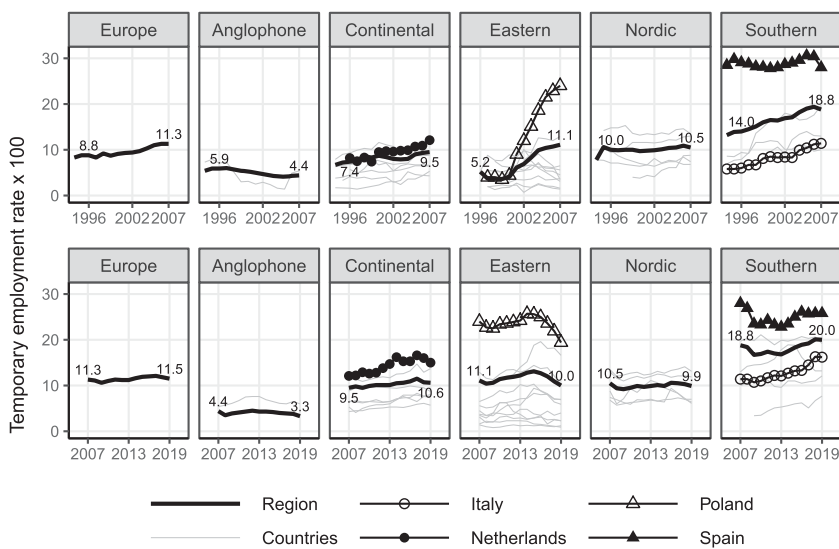 Temporary employment rate x 100
Europe Anglophone Continental Eastern Nordic Southern
30
20
10
0
8.8 11.3
5.9 4.4
7.4 9.5
5.2 11.1
10.0 10.5
14.0 18.8
1996 2002 2007 1996 2002 2007 1996 2002 2007 1996 2002 2007 1996 2002 2007 1996 2002 2007
Europe Anglophone Continental Eastern Nordic Southern
30
20
10
0
11.3 11.5
4.4 3.3
9.5 10.6
11.1 10.0
10.5 9.9
18.8 20.0
2007 2013 2019 2007 2013 2019 2007 2013 2019 2007 2013 2019 2007 2013 2019 2007 2013 2019
Region Italy Poland
Countries Netherlands Spain